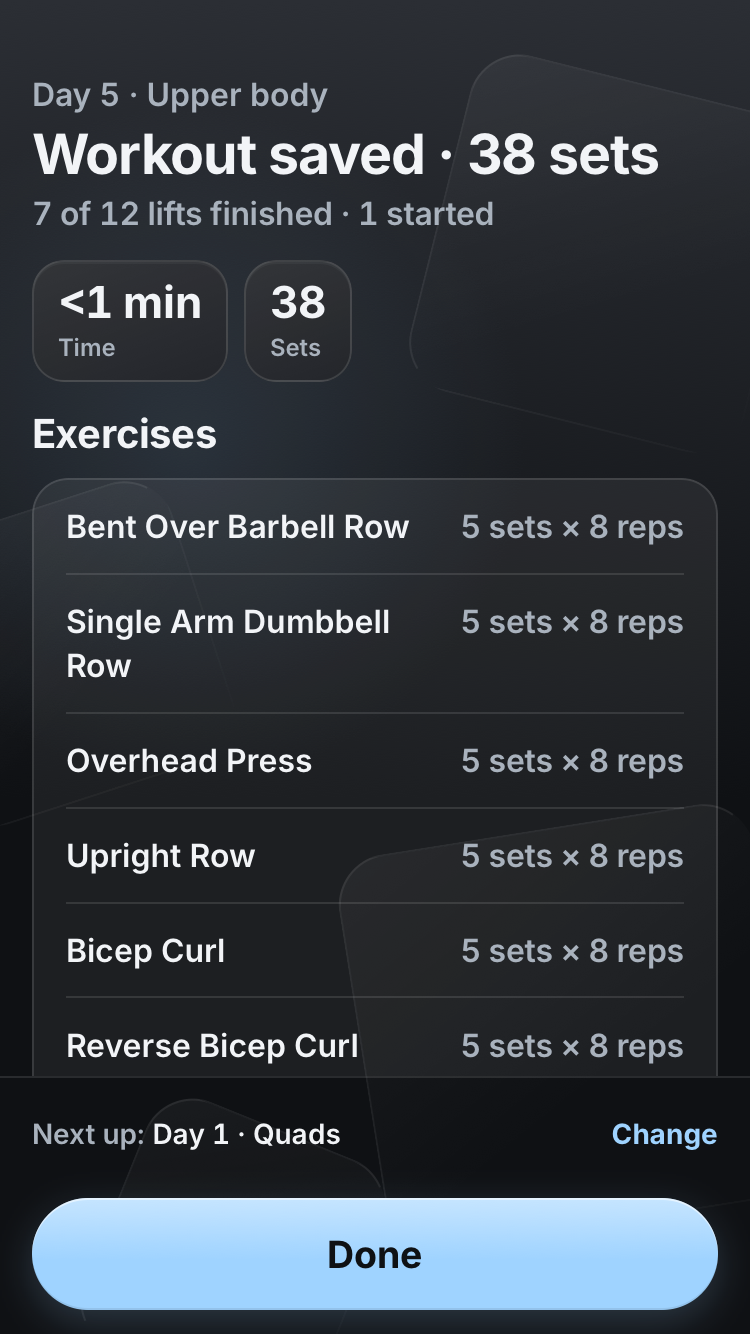 Day 5 · Upper body
Workout saved · 38 sets
7 of 12 lifts finished · 1 started
<1 min
Time
38
Sets
Exercises
Bent Over Barbell Row 5 sets × 8 reps
Single Arm Dumbbell 5 sets × 8 reps
Row
Overhead Press 5 sets × 8 reps
Upright Row 5 sets × 8 reps
Bicep Curl 5 sets × 8 reps
Reverse Bicep Curl 5 sets × 8 reps
Next up: Day 1 · Quads Change
Done